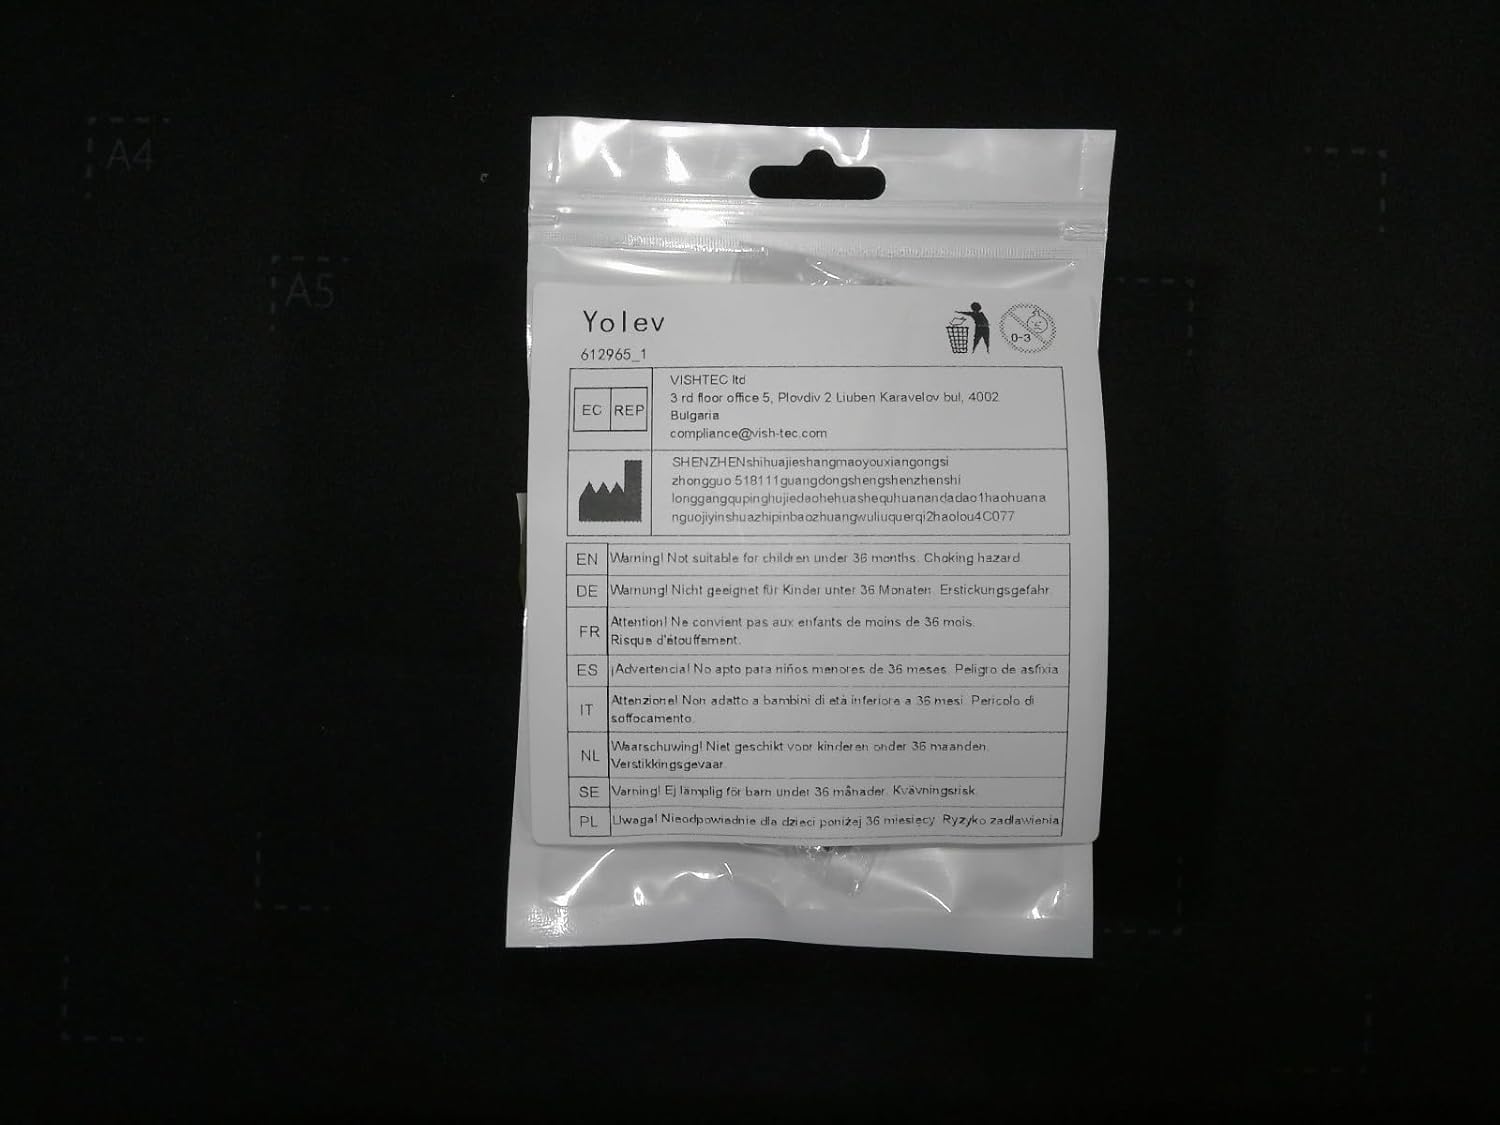 A4
A5
Yolev
612965_1
0-3
EC REP
VISHTEC ltd
3 rd floor office 5, Plovdiv 2 Liuben Karavelov bul, 4002
Bulgaria
compliance@vish-tec.com
SHENZHENshihuajieshangmaoyouxiangongsi
zhongguo 518111guangdongshengshenzhenshi
longgangqupinghujiedaohehuashequhuanandadao1haohuana
nguojiyinshuazhipinbaozhuangwuliuquerqi2haolou4C077
EN Warning! Not suitable for children under 36 months. Choking hazard.
DE Warnung! Nicht geeignet für Kinder unter 36 Monaten. Erstickungsgefahr.
FR Attention! Ne convient pas aux enfants de moins de 36 mois.
Risque d'étouffement.
ES ¡Advertencia! No apto para niños menores de 36 meses. Peligro de asfixia.
IT Attenzione! Non adatto a bambini di età inferiore a 36 mesi. Pericolo di
soffocamento.
NL Waarschuwing! Niet geschikt voor kinderen onder 36 maanden.
Verstikkingsgevaar.
SE Varning! Ej lämplig för barn under 36 månader. Kvävningsrisk.
PL Uwaga! Nieodpowiednie dla dzieci poniżej 36 miesięcy. Ryzyko zadławienia.